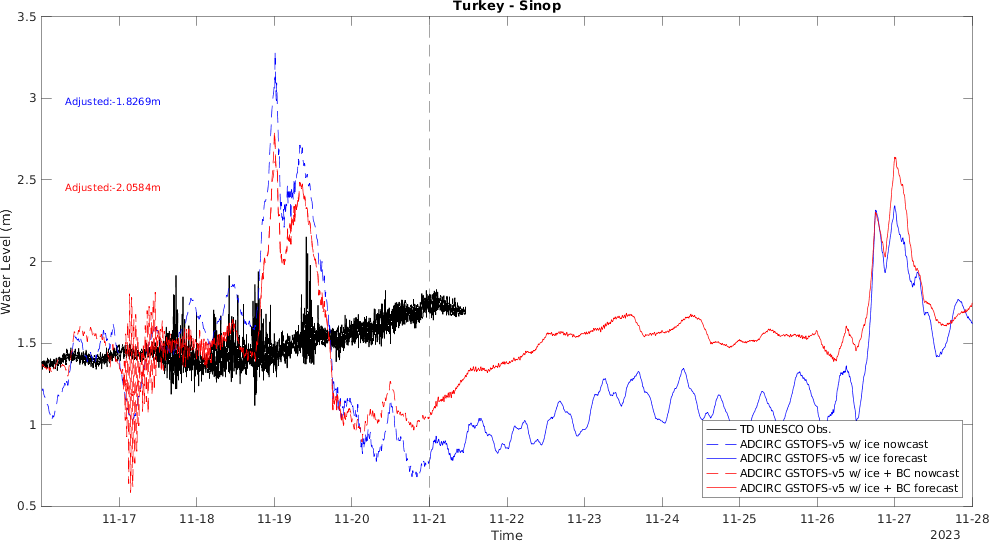 Turkey - Sinop
3.5
3
2.5
2
1.5
1
0.5
Water Level (m)
Adjusted:-1.8269m
Adjusted:-2.0584m
TD UNESCO Obs.
ADCIRC GSTOFS-v5 w/ ice nowcast
ADCIRC GSTOFS-v5 w/ ice forecast
ADCIRC GSTOFS-v5 w/ ice + BC nowcast
ADCIRC GSTOFS-v5 w/ ice + BC forecast
11-17 11-18 11-19 11-20 11-21 11-22 11-23 11-24 11-25 11-26 11-27 11-28
Time
2023